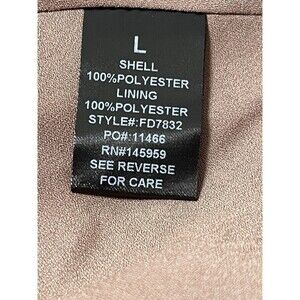 L
SHELL
100%POLYESTER
LINING
100%POLYESTER
STYLE#:FD7832
PO#:11466
RN#145959
SEE REVERSE
FOR CARE